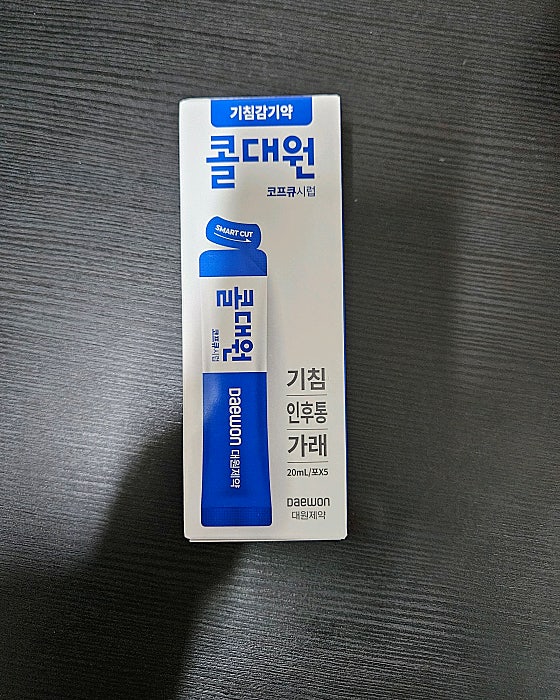 기침감기약
콜대원
코프큐시럽
SMART CUT
콜대원
코프큐시럽
Daewon 대원제약
기침
인후통
가래
20mL/포X5
Daewon
대원제약